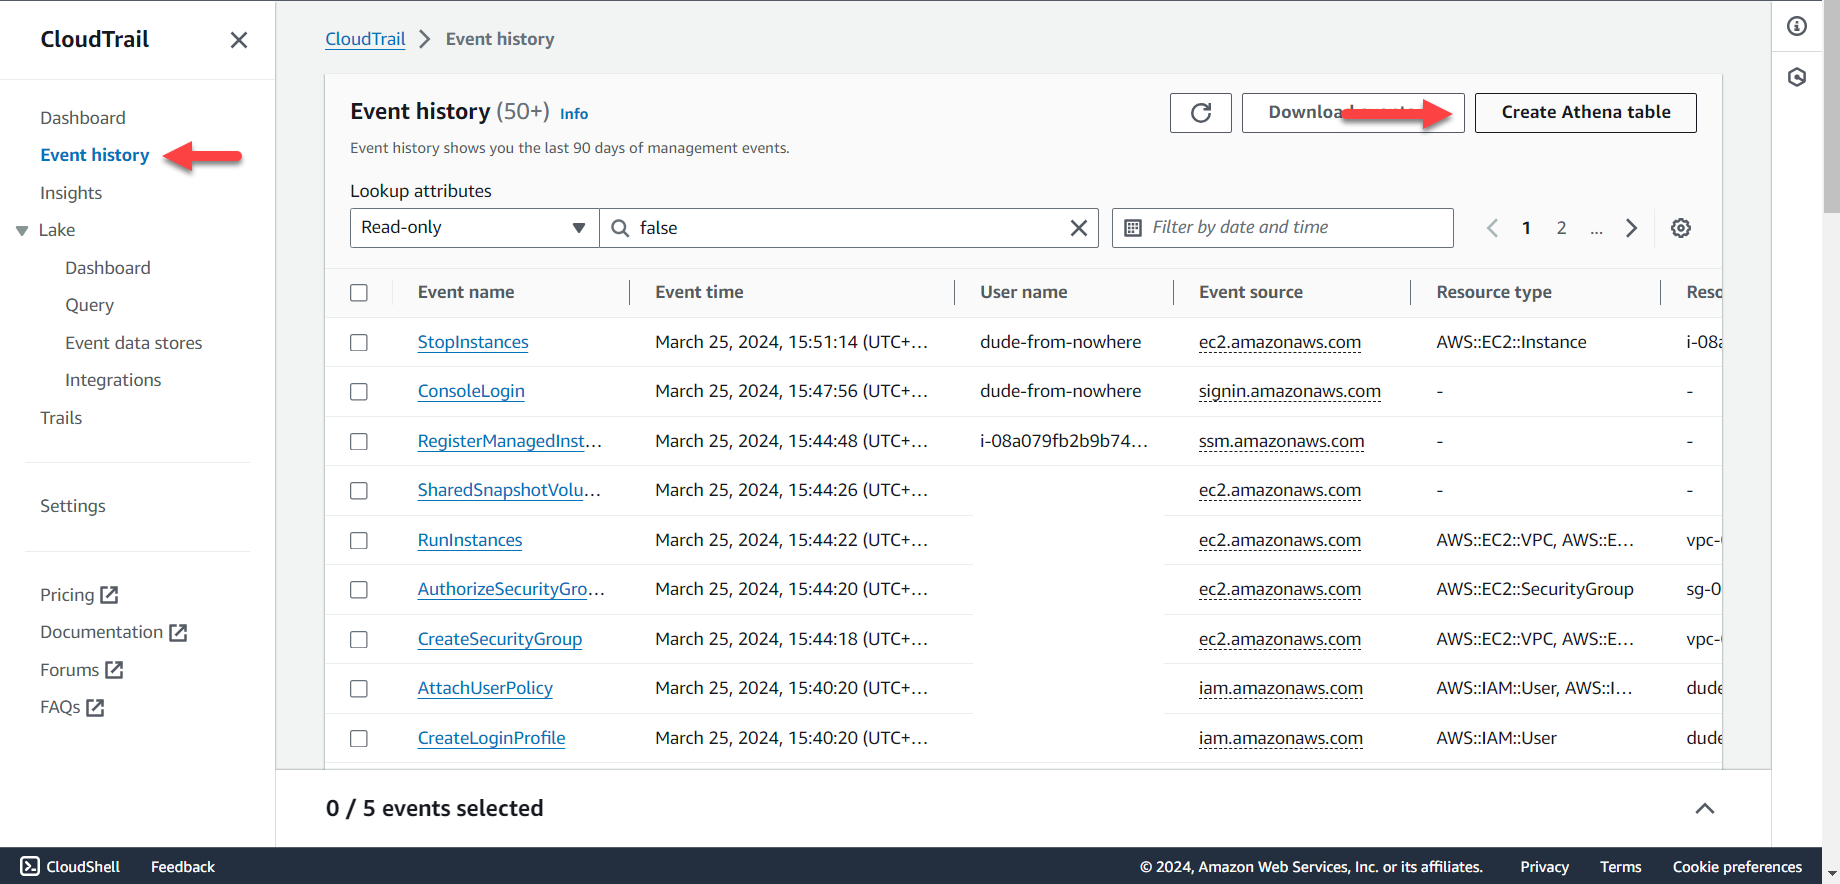 CloudTrail
Dashboard
Event history
Insights
Lake
Dashboard
Query
Event data stores
Integrations
Trails
Settings
Pricing
Documentation
Forums
FAQs
CloudTrail > Event history
Event history (50+) Info
Create Athena table
Event history shows you the last 90 days of management events.
Lookup attributes
Read-only false Filter by date and time 1 2 ...
Event name Event time User name Event source Resource type
StopInstances March 25, 2024, 15:51:14 (UTC+... dude-from-nowhere ec2.amazonaws.com AWS::EC2::Instance i-08a
ConsoleLogin March 25, 2024, 15:47:56 (UTC+... dude-from-nowhere signin.amazonaws.com - -
RegisterManagedInst... March 25, 2024, 15:44:48 (UTC+... i-08a079fb2b9b74... ssm.amazonaws.com - -
SharedSnapshotVolu... March 25, 2024, 15:44:26 (UTC+... ec2.amazonaws.com - -
RunInstances March 25, 2024, 15:44:22 (UTC+... ec2.amazonaws.com AWS::EC2::VPC, AWS::E... vpc-
AuthorizeSecurityGro... March 25, 2024, 15:44:20 (UTC+... ec2.amazonaws.com AWS::EC2::SecurityGroup sg-0
CreateSecurityGroup March 25, 2024, 15:44:18 (UTC+... ec2.amazonaws.com AWS::EC2::VPC, AWS::E... vpc-
AttachUserPolicy March 25, 2024, 15:40:20 (UTC+... iam.amazonaws.com AWS::IAM::User, AWS::I... dude
CreateLoginProfile March 25, 2024, 15:40:20 (UTC+... iam.amazonaws.com AWS::IAM::User dude
0 / 5 events selected
CloudShell Feedback © 2024, Amazon Web Services, Inc. or its affiliates. Privacy Terms Cookie preferences